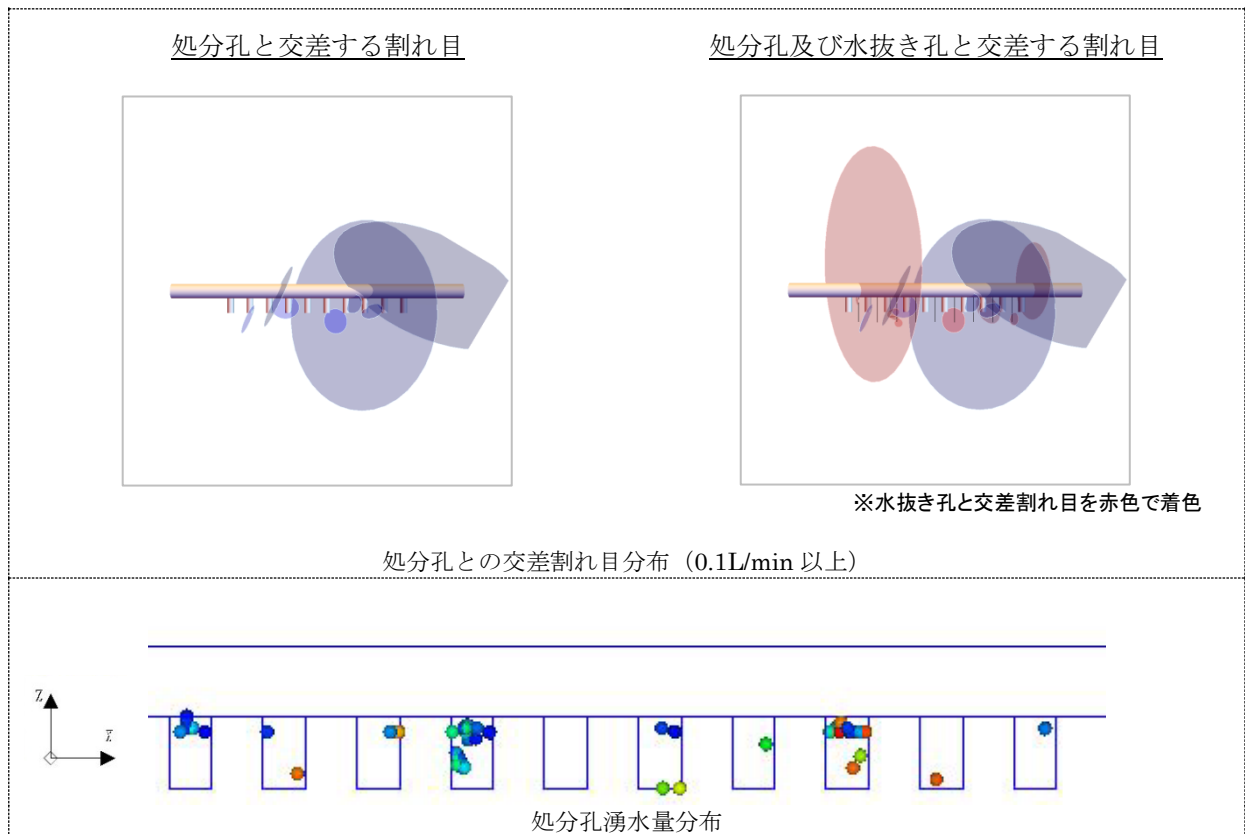 処分孔と交差する割れ目
処分孔及び水抜き孔と交差する割れ目
※水抜き孔と交差割れ目を赤色で着色
処分孔との交差割れ目分布（0.1L/min 以上）
Z
処分孔湧水量分布